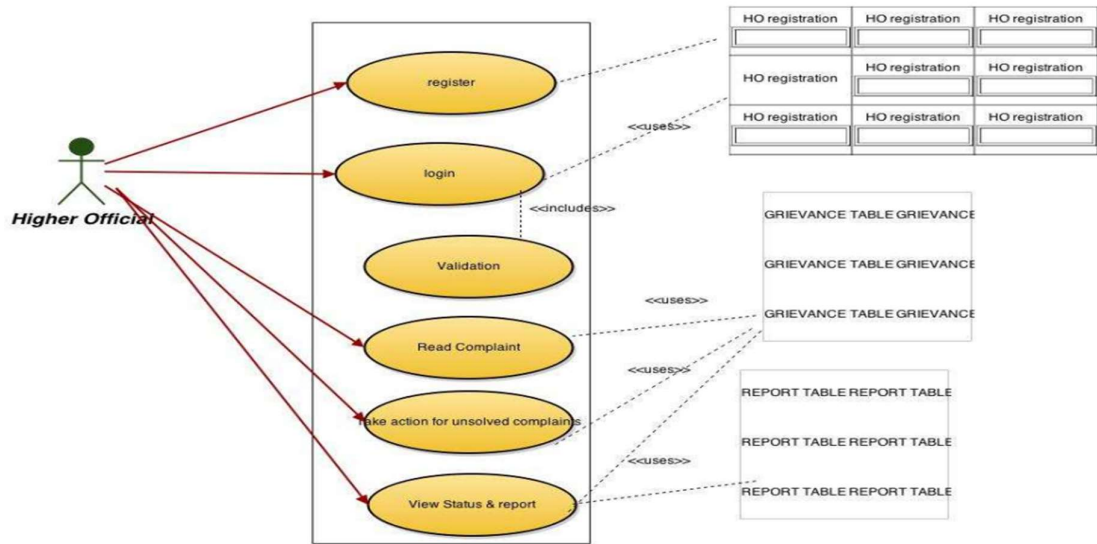 HO registration HO registration HO registration
HO registration HO registration HO registration
HO registration HO registration HO registration
register
<<uses>>
login
<<includes>>
Higher Official
Validation
GRIEVANCE TABLE GRIEVANCE
GRIEVANCE TABLE GRIEVANCE
GRIEVANCE TABLE GRIEVANCE
<<uses>>
Read Complaint
<<uses>>
Take action for unsolved complaints
<<uses>>
View Status & report
REPORT TABLE REPORT TABLE
REPORT TABLE REPORT TABLE
REPORT TABLE REPORT TABLE